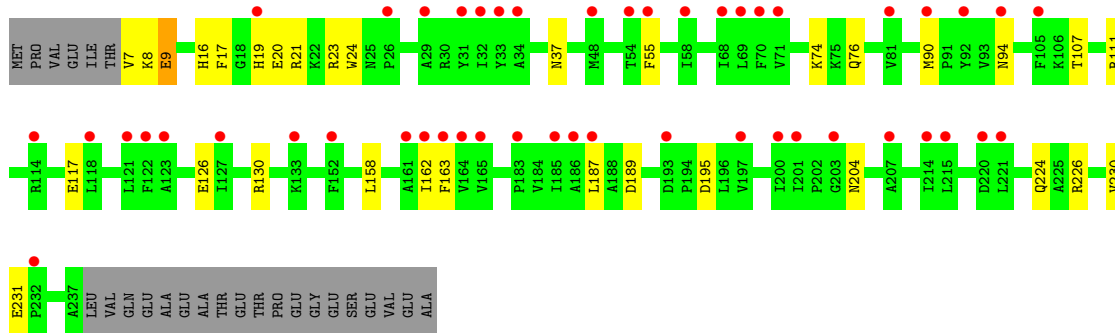 MET PRO VAL GLU ILE THR V7 K8 E9 H16 F17 G18 H19 E20 R21 K22 R23 W24 N25 P26 A29 R30 Y31 I32 Y33 A34 N37 M48 T54 F55 I58 I68 L69 F70 V71 K74 K75 Q76 V81 M90 P91 Y92 V93 N94 F105 K106 T107
R114 E117 L118 L121 F122 A123 E126 I127 R130 K133 F152 L158 A161 I162 F163 V164 V165 P183 V184 I185 A186 L187 A188 D189 D193 P194 D195 L196 V197 I200 I201 P202 G203 N204 A207 I214 L215 D220 L221 Q224 A225 R226
E231 P232 A237 LEU VAL GLN GLU ALA GLU ALA THR GLU THR PRO GLU GLY GLU SER GLU VAL GLU ALA